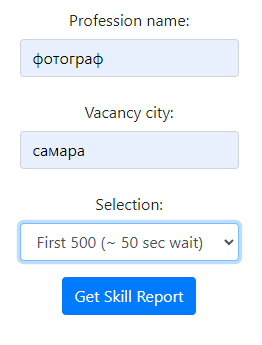 Profession name:
фотограф
Vacancy city:
самара
Selection:
First 500 (~ 50 sec wait)
Get Skill Report